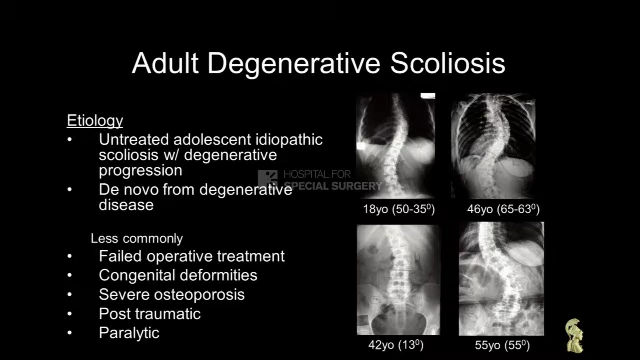 Adult Degenerative Scoliosis
Etiology
• Untreated adolescent idiopathic
scoliosis w/ degenerative
progression
• De novo from degenerative
disease
Less commonly
• Failed operative treatment
• Congenital deformities
• Severe osteoporosis
• Post traumatic
• Paralytic
HOSPITAL FOR
SPECIAL SURGERY
18yo (50-35⁰)
46yo (65-63⁰)
42yo (13⁰)
55yo (55⁰)